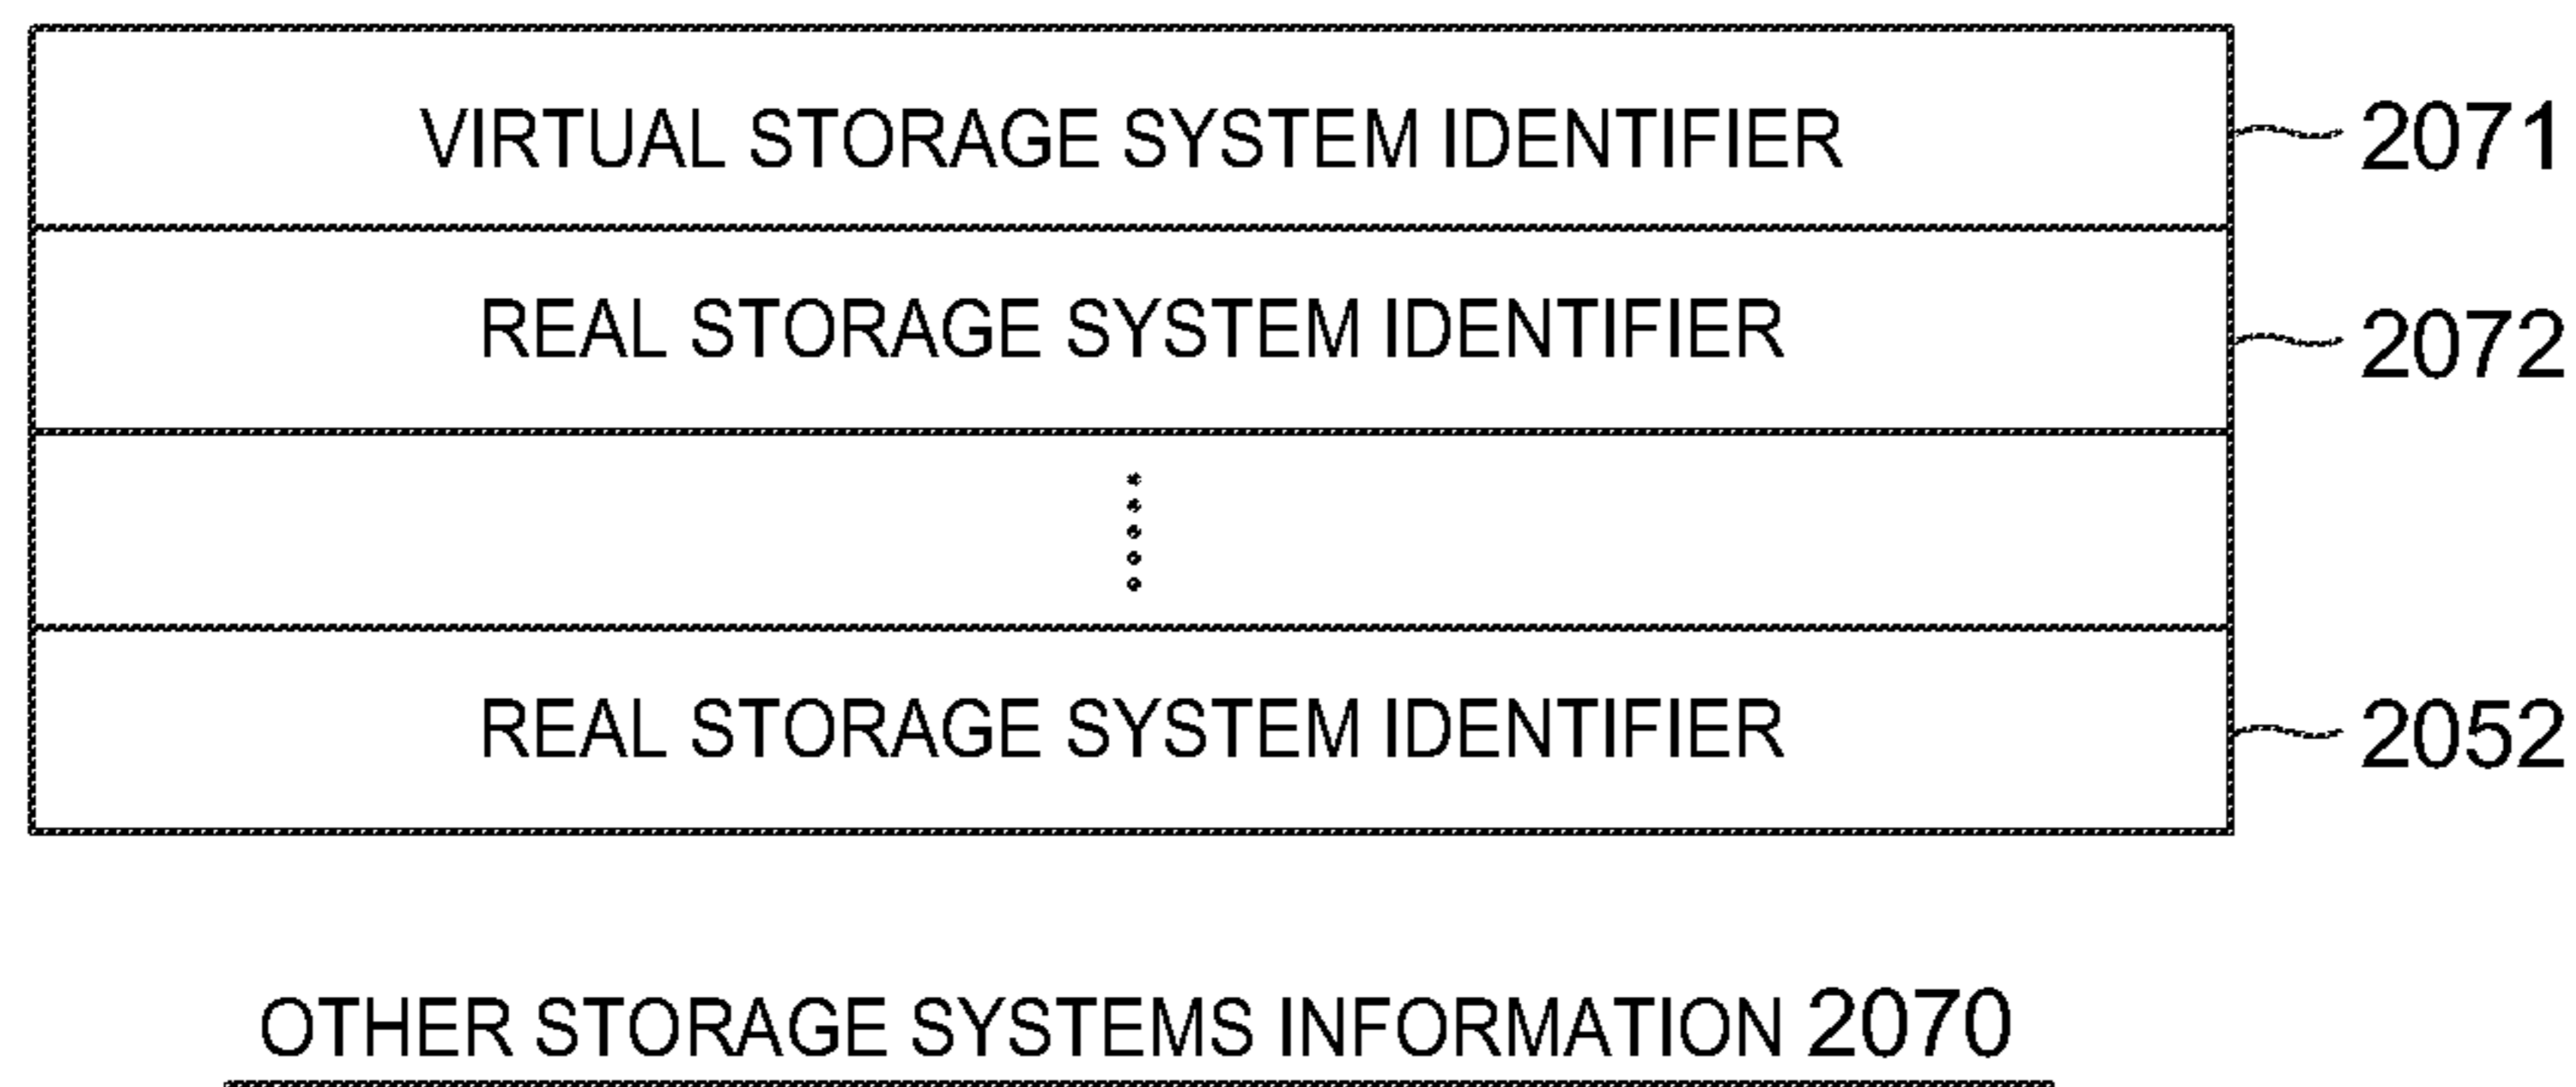 VIRTUAL STORAGE SYSTEM IDENTIFIER 2071
REAL STORAGE SYSTEM IDENTIFIER 2072
REAL STORAGE SYSTEM IDENTIFIER 2052
OTHER STORAGE SYSTEMS INFORMATION 2070